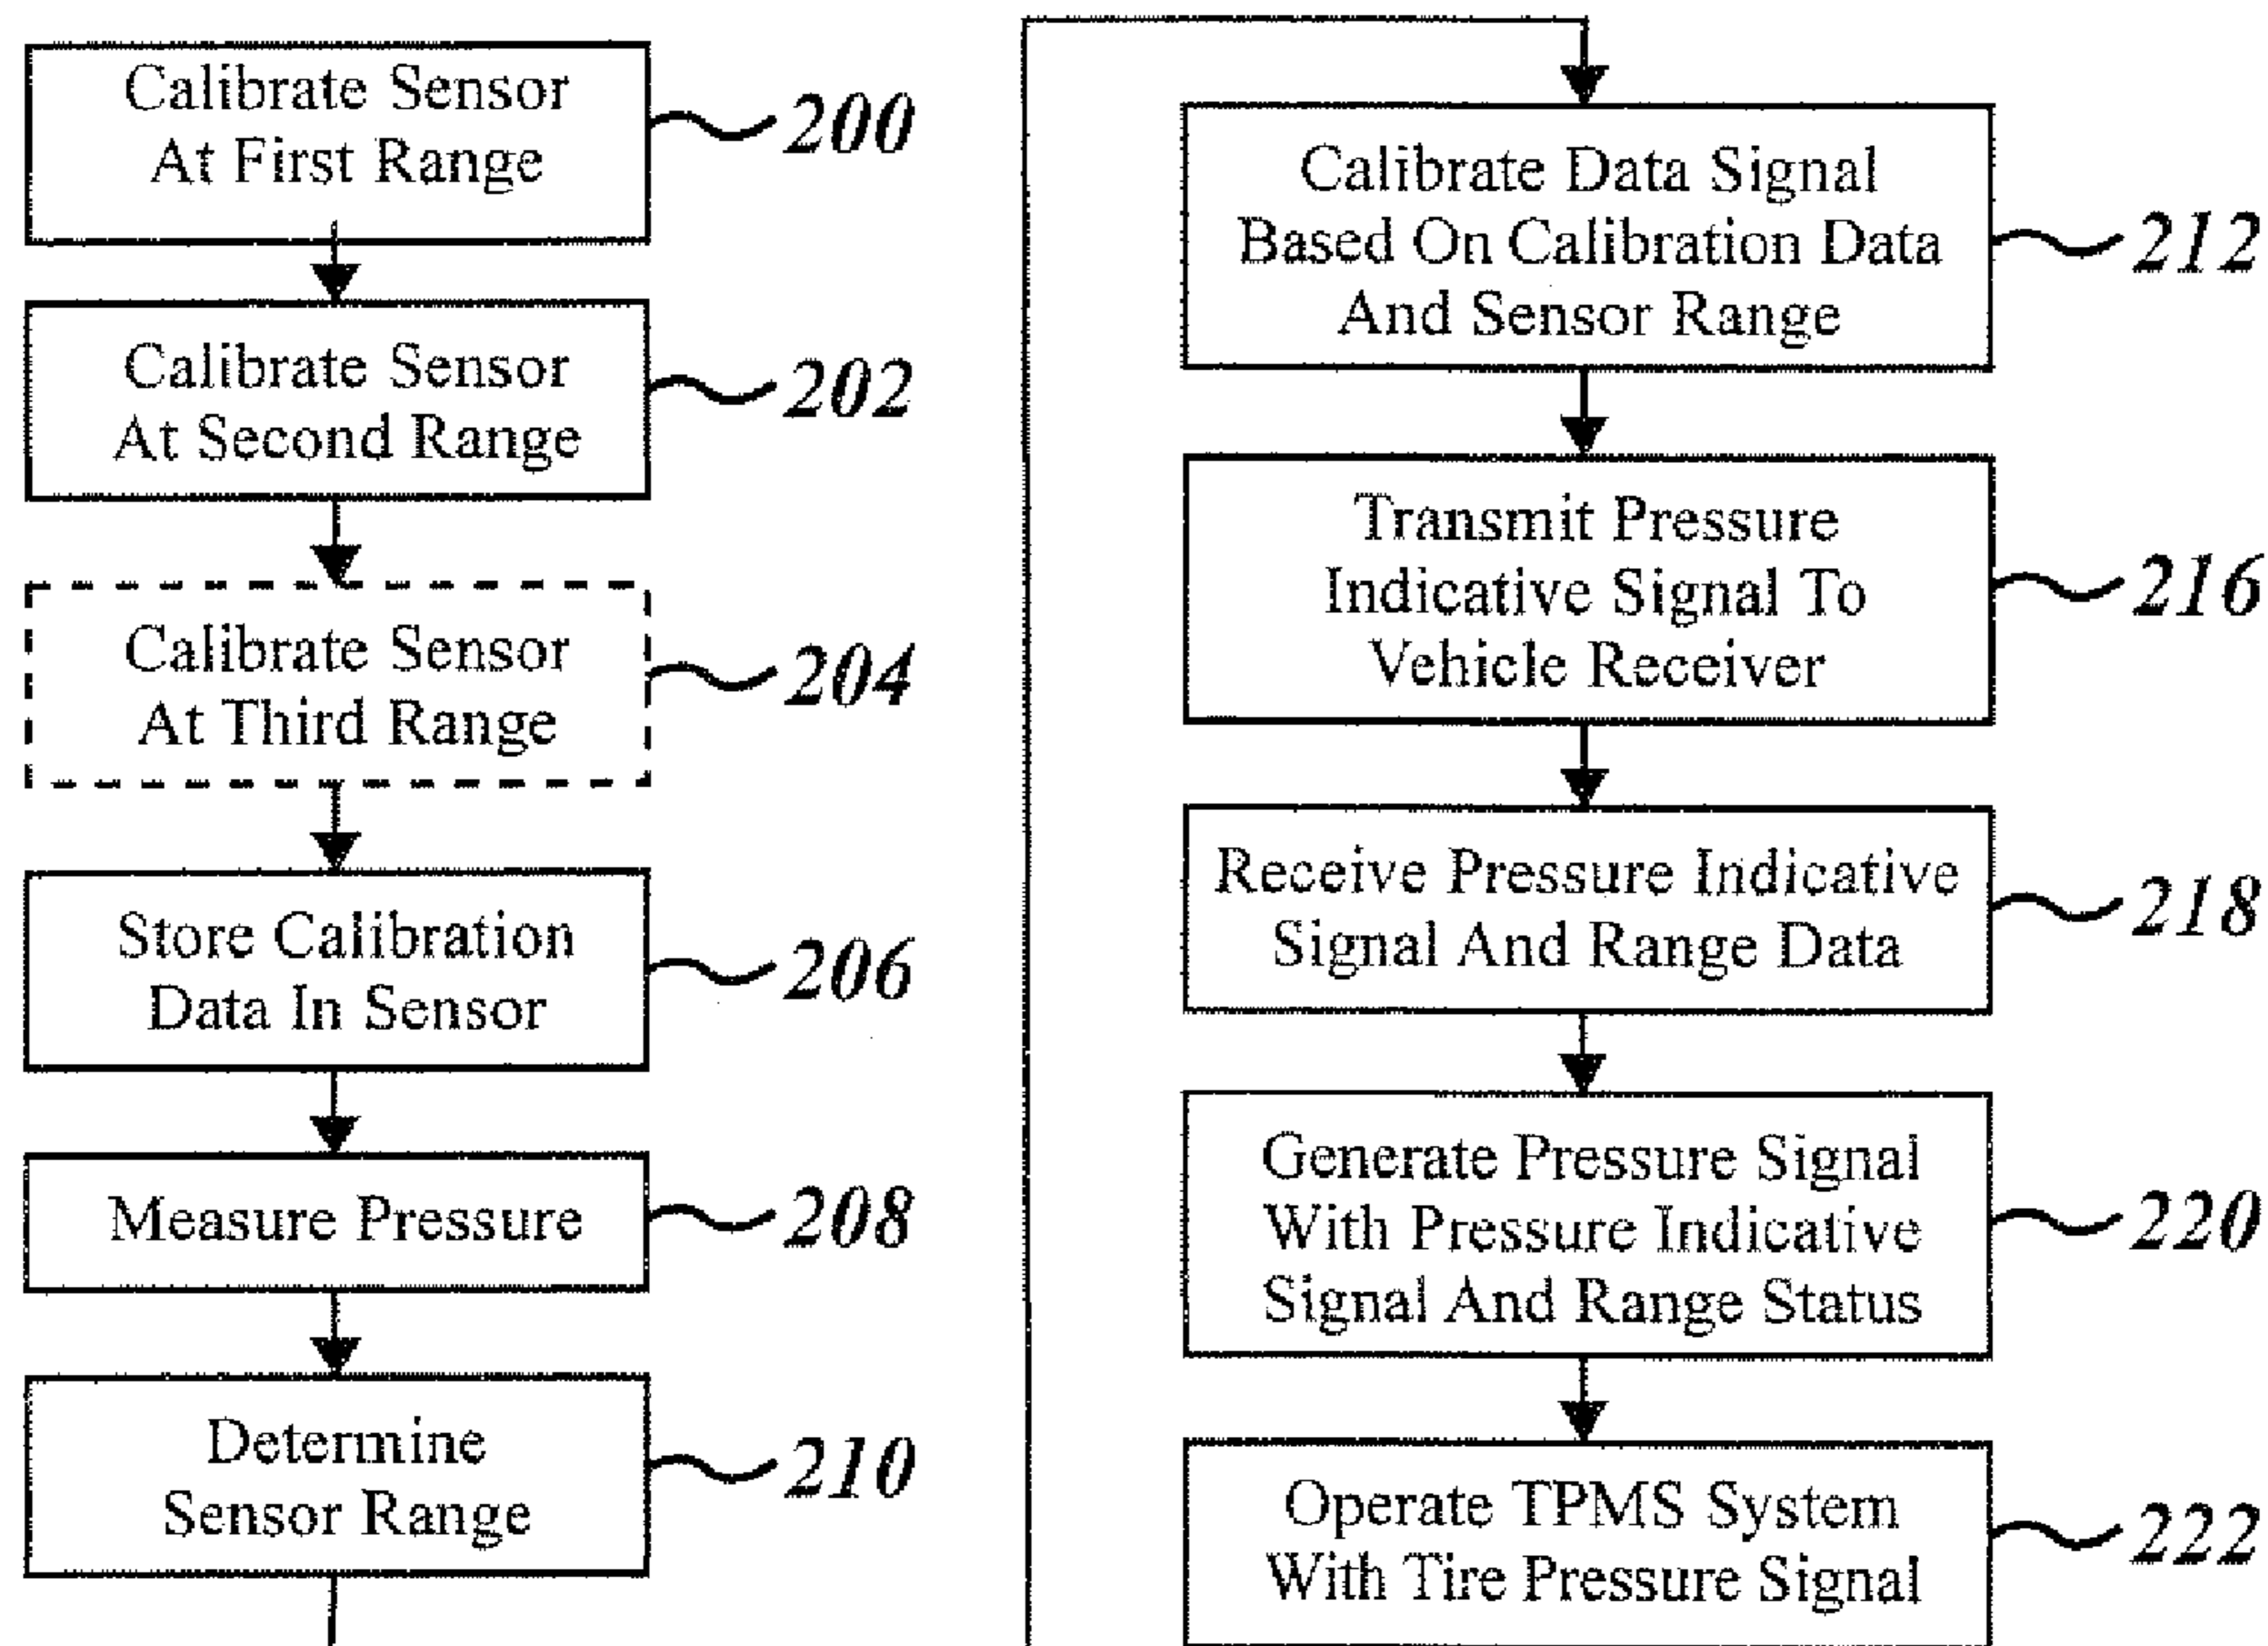 Calibrate Sensor
At First Range
200
Calibrate Sensor
At Second Range
202
Calibrate Sensor
At Third Range
204
Store Calibration
Data In Sensor
206
Measure Pressure
208
Determine
Sensor Range
210
Calibrate Data Signal
Based On Calibration Data
And Sensor Range
212
Transmit Pressure
Indicative Signal To
Vehicle Receiver
216
Receive Pressure Indicative
Signal And Range Data
218
Generate Pressure Signal
With Pressure Indicative
Signal And Range Status
220
Operate TPMS System
With Tire Pressure Signal
222